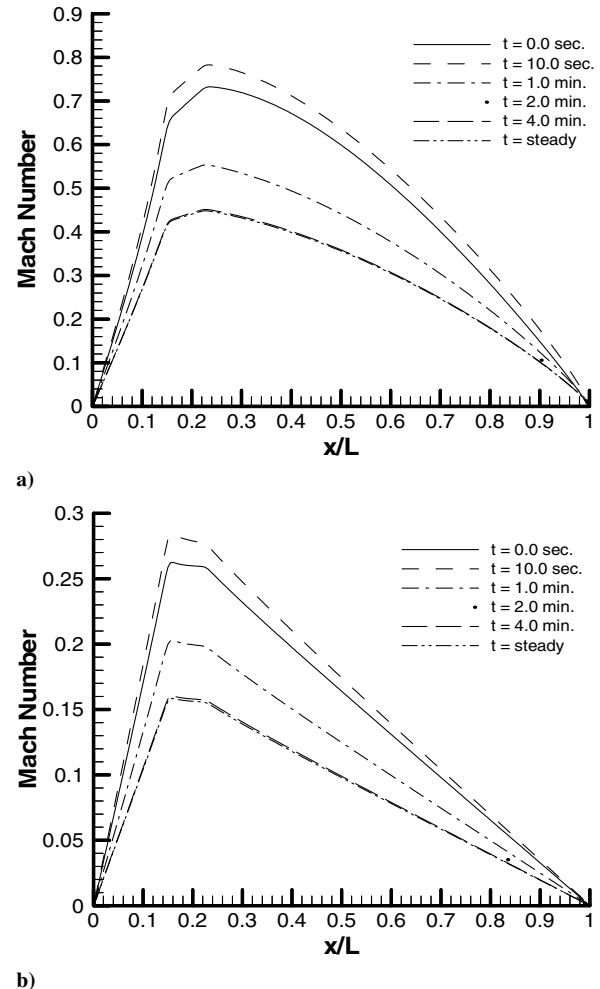 0.9
0.8
0.7
0.6
0.5
0.4
0.3
0.2
0.1
0
Mach Number
t = 0.0 sec.
t = 10.0 sec.
t = 1.0 min.
t = 2.0 min.
t = 4.0 min.
t = steady
0 0.1 0.2 0.3 0.4 0.5 0.6 0.7 0.8 0.9 1
x/L
a)
0.3
0.25
0.2
0.15
0.1
0.05
0
Mach Number
t = 0.0 sec.
t = 10.0 sec.
t = 1.0 min.
t = 2.0 min.
t = 4.0 min.
t = steady
0 0.1 0.2 0.3 0.4 0.5 0.6 0.7 0.8 0.9 1
x/L
b)